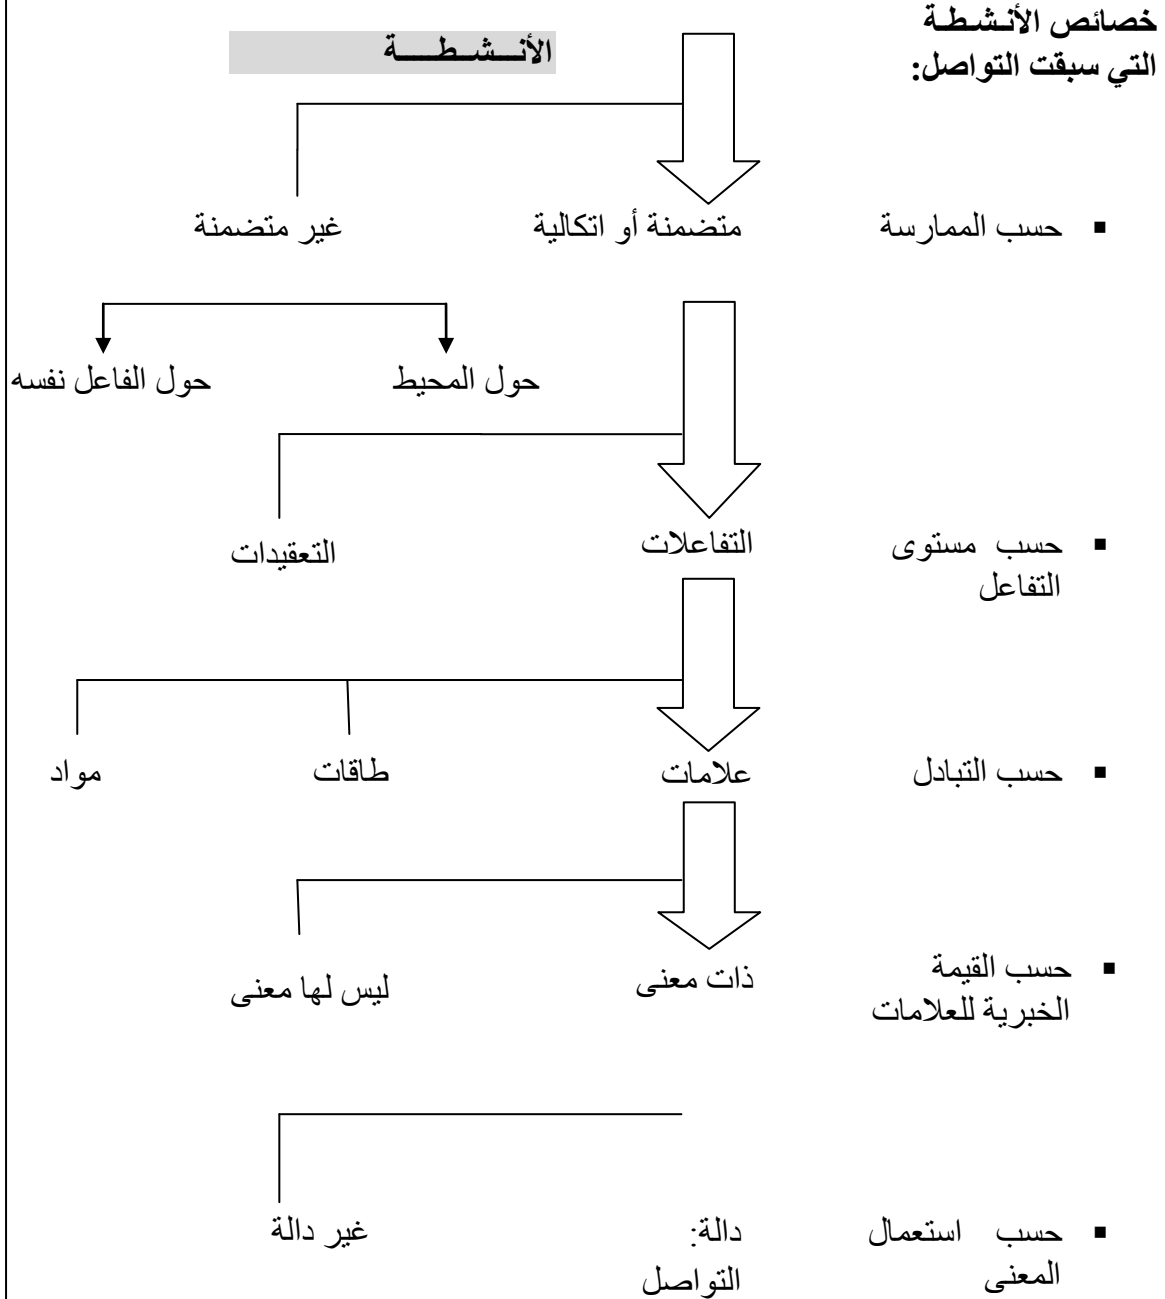 خصائص الأنـشـطـة
التي سبقت التواصل:
الأنـــشــطـــــة
▪ حسب الممارسة
متضمنة أو اتكالية
غير متضمنة
حول المحيط
حول الفاعل نفسه
▪ حسب مستوى
التفاعل
التفاعلات
التعقيدات
▪ حسب التبادل
علامات
طاقات
مواد
▪ حسب القيمة
الخبرية للعلامات
ذات معنى
ليس لها معنى
▪ حسب استعمال
المعنى
دالة:
التواصل
غير دالة